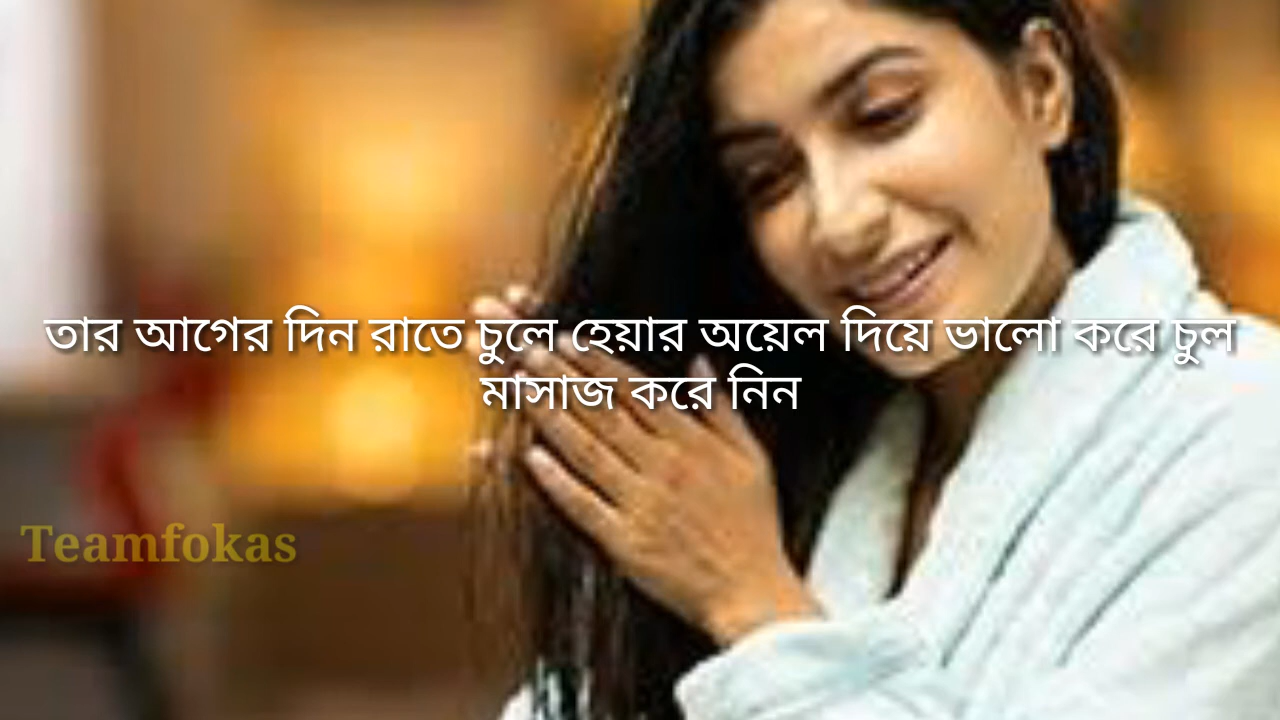 তার আগের দিন রাতে চুলে হেয়ার অয়েল দিয়ে ভালো করে চুল
মাসাজ করে নিন
Teamfokas